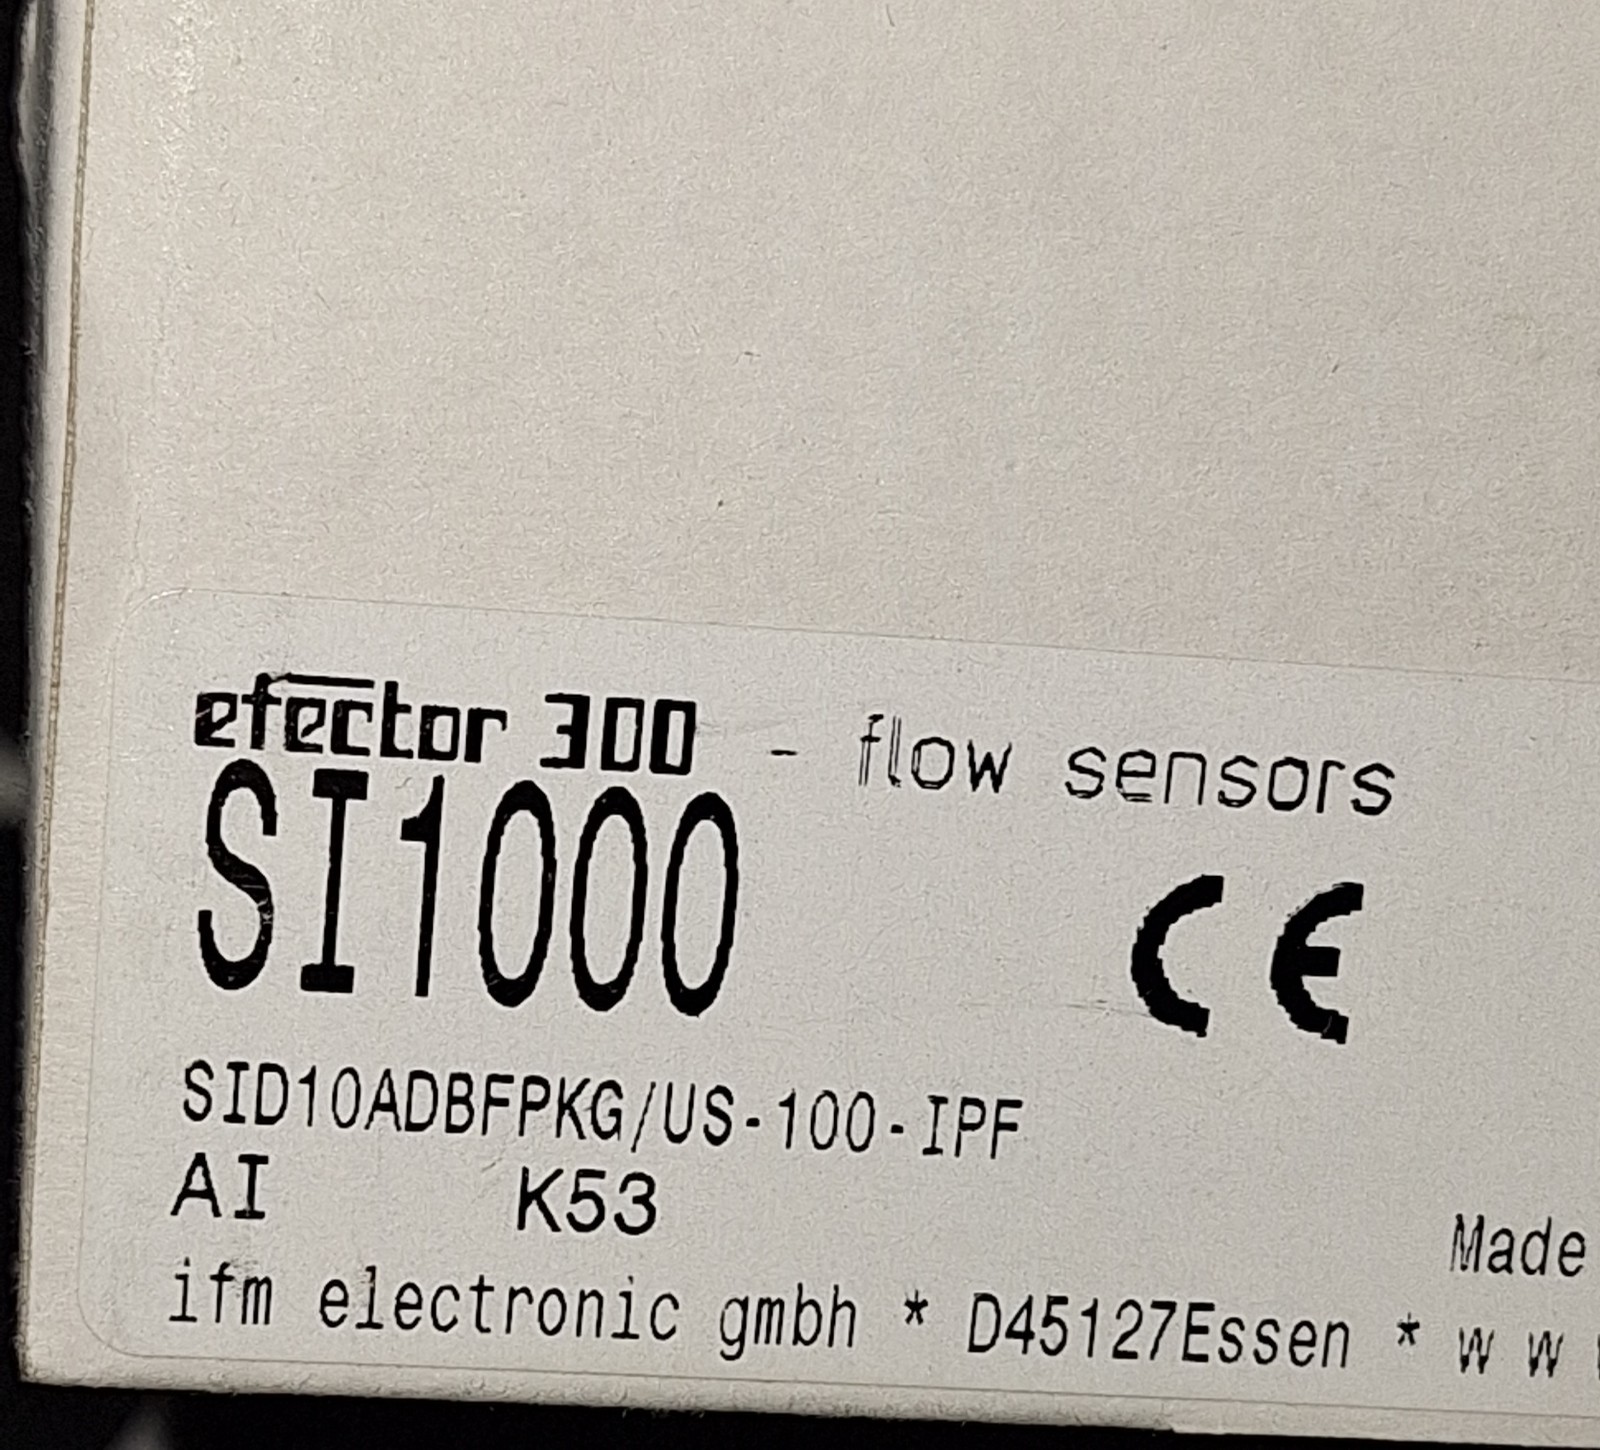 efector 300 - flow sensors
SI1000
CE
SID10ADBFPKG/US-100-IPF
AI K53
Made
ifm electronic gmbh * D45127Essen * w w